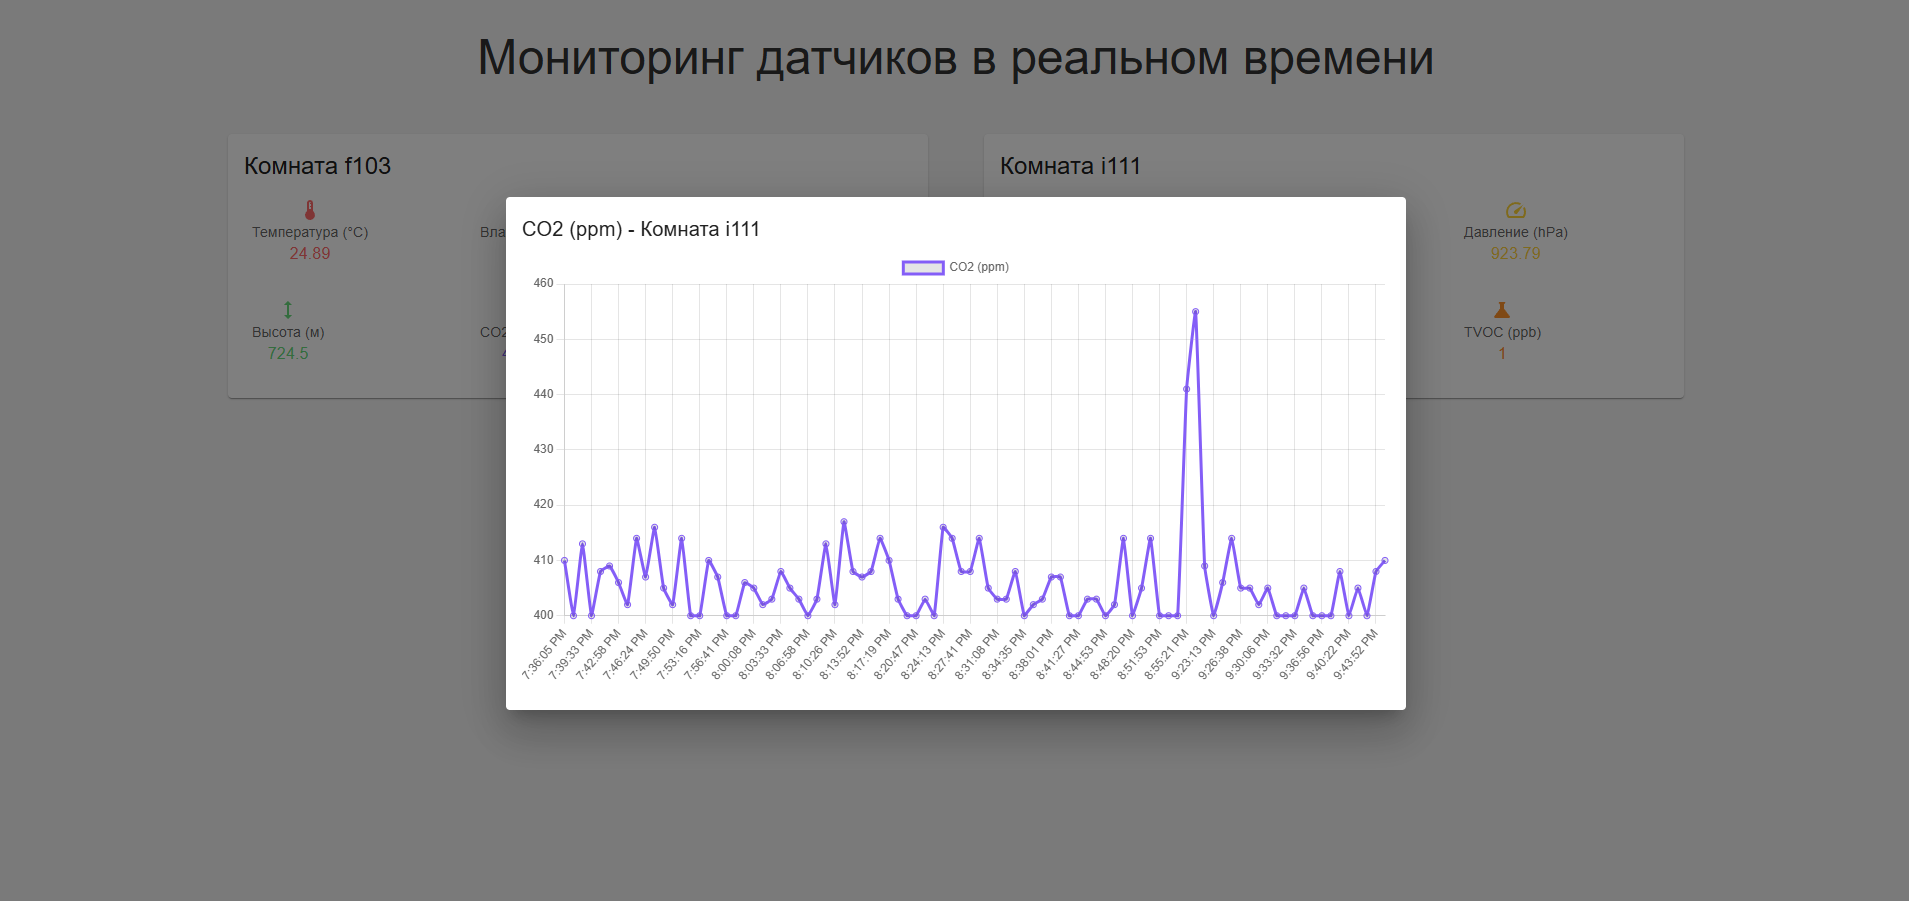 Мониторинг датчиков в реальном времени
Комната f103
Температура (°C)
24.89
Высота (м)
724.5
Комната i111
Давление (hPa)
923.79
TVOC (ppb)
1
CO2 (ppm) - Комната i111
CO2 (ppm)
460
450
440
430
420
410
400
7:36:05 PM
7:39:33 PM
7:42:58 PM
7:46:24 PM
7:49:50 PM
7:53:16 PM
7:56:41 PM
8:00:08 PM
8:03:33 PM
8:06:58 PM
8:10:26 PM
8:13:52 PM
8:17:19 PM
8:20:47 PM
8:24:13 PM
8:27:41 PM
8:31:08 PM
8:34:35 PM
8:38:01 PM
8:41:27 PM
8:44:53 PM
8:48:20 PM
8:51:53 PM
8:55:21 PM
9:23:13 PM
9:26:38 PM
9:30:06 PM
9:33:32 PM
9:36:56 PM
9:40:22 PM
9:43:52 PM